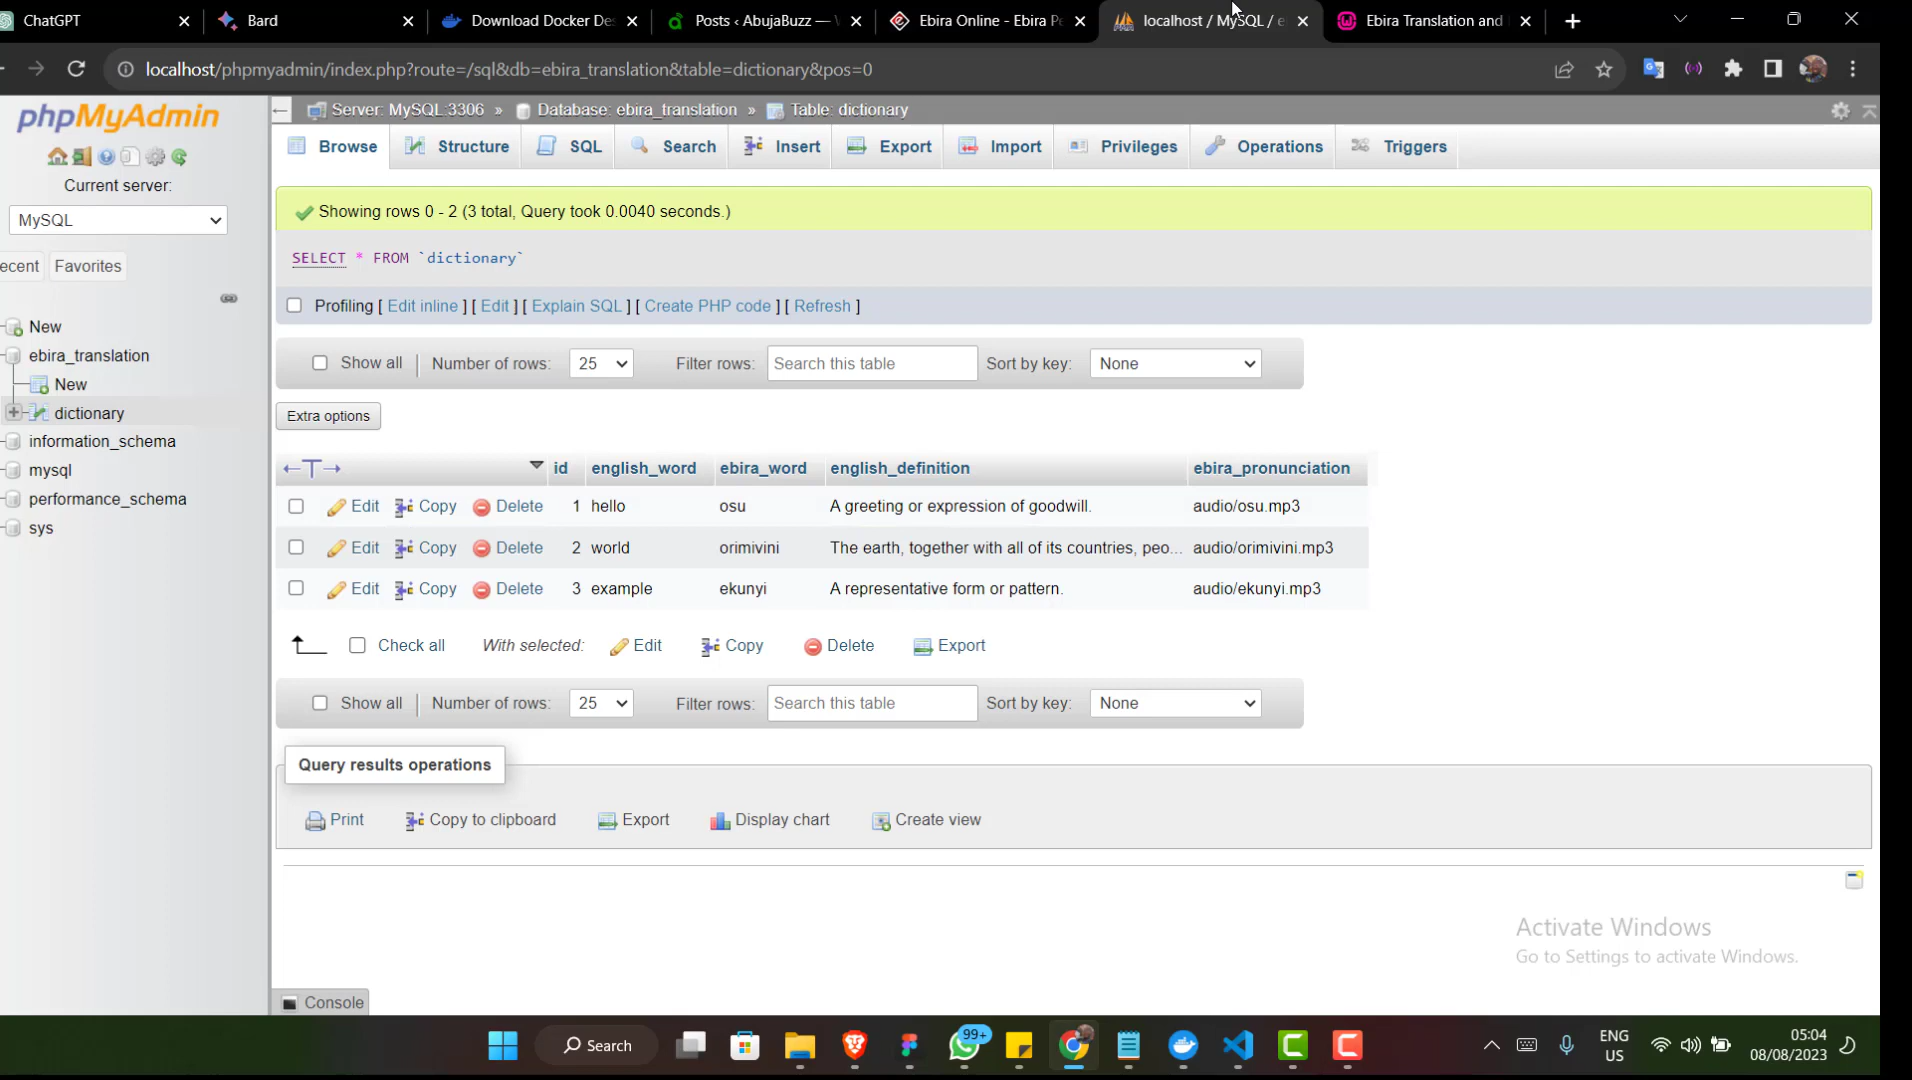 ChatGPT
Bard
Download Docker De
Posts ‹ AbujaBuzz —
Ebira Online - Ebira Pe
localhost / MySQL / e
Ebira Translation and
localhost/phpmyadmin/index.php?route=/sql&db=ebira_translation&table=dictionary&pos=0
phpMyAdmin
Current server:
MySQL
ecent Favorites
New
ebira_translation
New
dictionary
information_schema
mysql
performance_schema
sys
Server: MySQL:3306 » Database: ebira_translation » Table: dictionary
Browse Structure SQL Search Insert Export Import Privileges Operations Triggers
Showing rows 0 - 2 (3 total, Query took 0.0040 seconds.)
SELECT * FROM `dictionary`
Profiling [ Edit inline ] [ Edit ] [ Explain SQL ] [ Create PHP code ] [ Refresh ]
Show all Number of rows: 25 Filter rows: Search this table Sort by key: None
Extra options
id english_word ebira_word english_definition ebira_pronunciation
Edit Copy Delete 1 hello osu A greeting or expression of goodwill. audio/osu.mp3
Edit Copy Delete 2 world orimivini The earth, together with all of its countries, peo... audio/orimivini.mp3
Edit Copy Delete 3 example ekunyi A representative form or pattern. audio/ekunyi.mp3
Check all With selected: Edit Copy Delete Export
Show all Number of rows: 25 Filter rows: Search this table Sort by key: None
Query results operations
Print Copy to clipboard Export Display chart Create view
Activate Windows
Go to Settings to activate Windows.
Console
Search
99+
ENG
US
05:04
08/08/2023